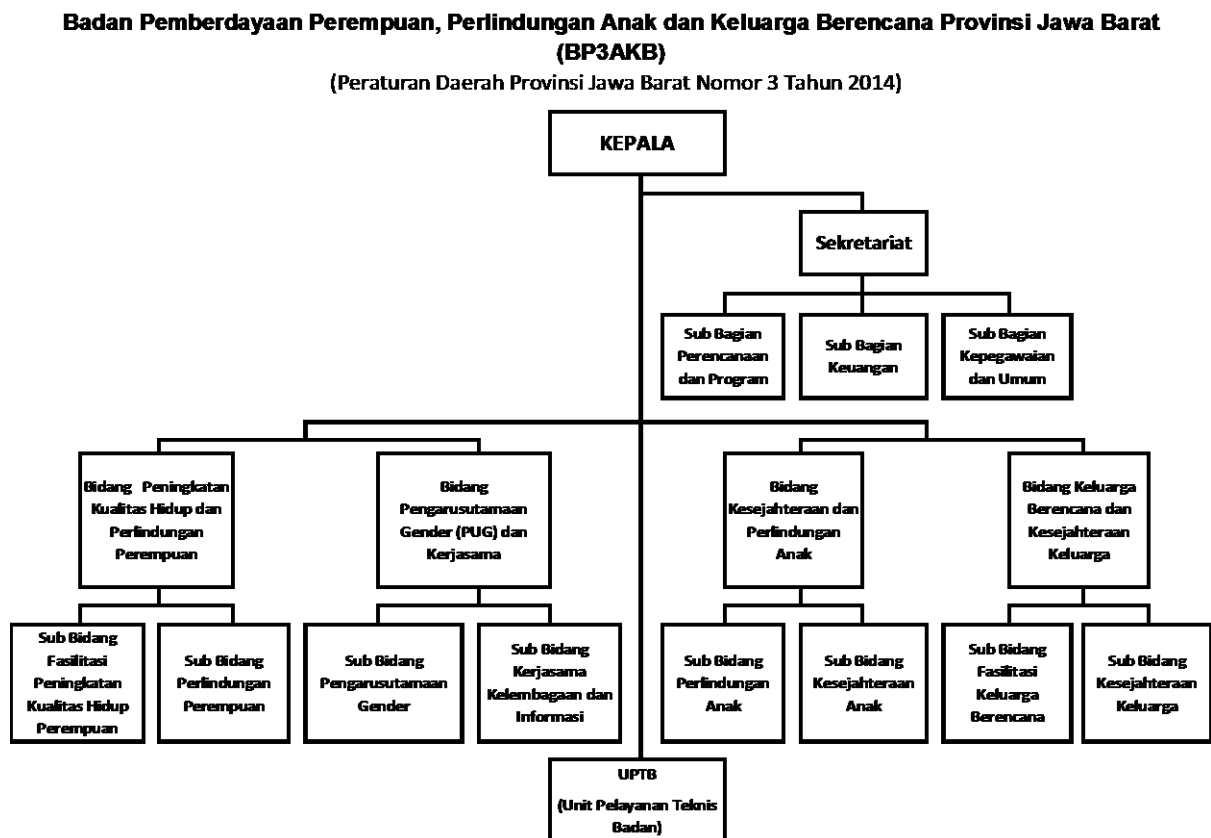 Badan Pemberdayaan Perempuan, Perlindungan Anak dan Keluarga Berencana Provinsi Jawa Barat
(BP3AKB)
(Peraturan Daerah Provinsi Jawa Barat Nomor 3 Tahun 2014)
KEPALA
Sekretariat
Sub Bagian
Perencanaan
dan Program
Sub Bagian
Keuangan
Sub Bagian
Kepegawaian
dan Umum
Bidang Peningkatan
Kualitas Hidup dan
Perlindungan
Perempuan
Bidang
Pengarusutamaan
Gender (PUG) dan
Kerjasama
Bidang
Kesejahteraan dan
Perlindungan
Anak
Bidang Keluarga
Berencana dan
Kesejahteraan
Keluarga
Sub Bidang
Fasilitasi
Peningkatan
Kualitas Hidup
Perempuan
Sub Bidang
Perlindungan
Perempuan
Sub Bidang
Pengarusutamaan
Gender
Sub Bidang
Kerjasama
Kelembagaan dan
Informasi
Sub Bidang
Perlindungan
Anak
Sub Bidang
Kesejahteraan
Anak
Sub Bidang
Fasilitasi
Keluarga
Berencana
Sub Bidang
Kesejahteraan
Keluarga
UPTB
(Unit Pelayanan Teknis
Badan)